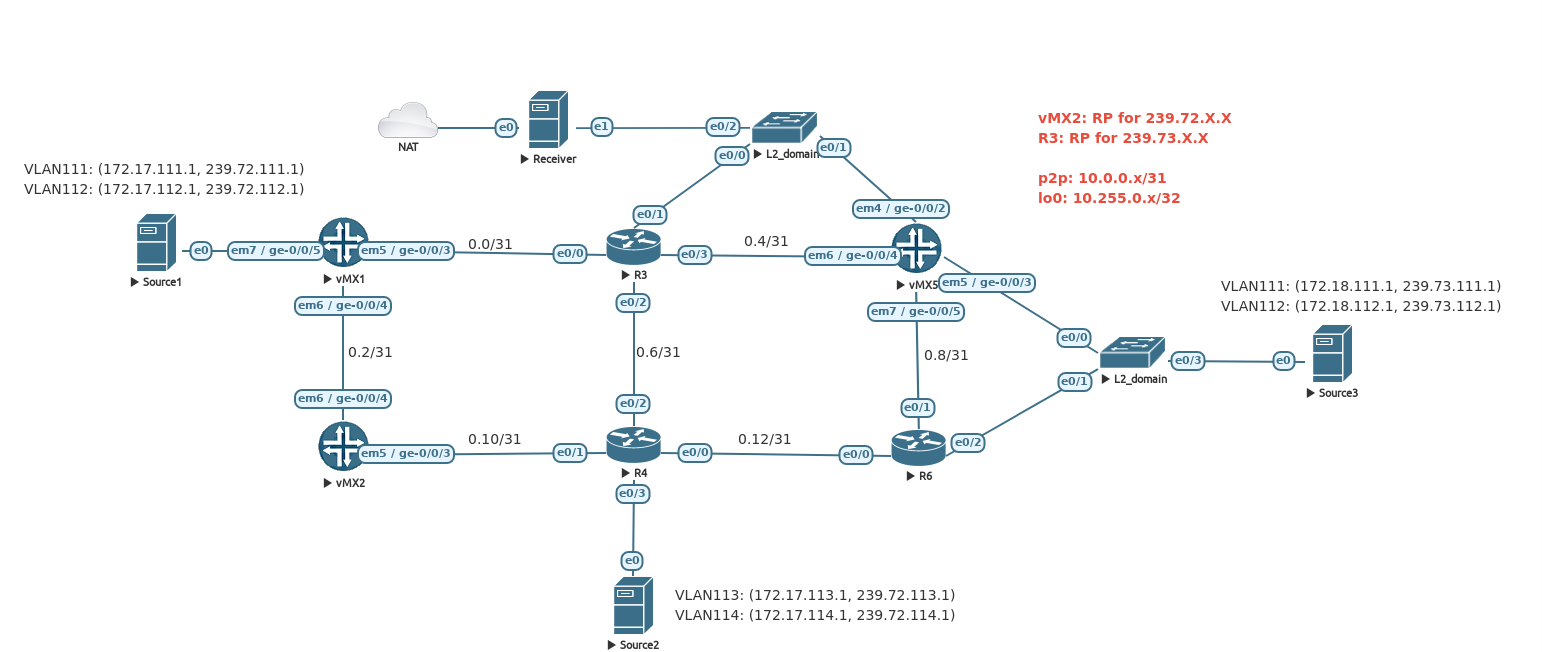 e0
e1
e0/2
NAT
Receiver
L2_domain
e0/0
e0/1
vMX2: RP for 239.72.X.X
R3: RP for 239.73.X.X
p2p: 10.0.0.x/31
lo0: 10.255.0.x/32
VLAN111: (172.17.111.1, 239.72.111.1)
VLAN112: (172.17.112.1, 239.72.112.1)
e0/1
em4 / ge-0/0/2
e0
em7 / ge-0/0/5
em5 / ge-0/0/3
0.0/31
e0/0
e0/3
0.4/31
em6 / ge-0/0/4
Source1
vMX1
R3
vMX5
em5 / ge-0/0/3
VLAN111: (172.18.111.1, 239.73.111.1)
VLAN112: (172.18.112.1, 239.73.112.1)
em6 / ge-0/0/4
e0/2
em7 / ge-0/0/5
0.2/31
0.6/31
0.8/31
e0/0
e0/3
e0
L2_domain
e0/1
Source3
em6 / ge-0/0/4
e0/2
e0/1
em5 / ge-0/0/3
0.10/31
e0/1
e0/0
0.12/31
e0/0
e0/2
vMX2
R4
R6
e0/3
e0
VLAN113: (172.17.113.1, 239.72.113.1)
VLAN114: (172.17.114.1, 239.72.114.1)
Source2